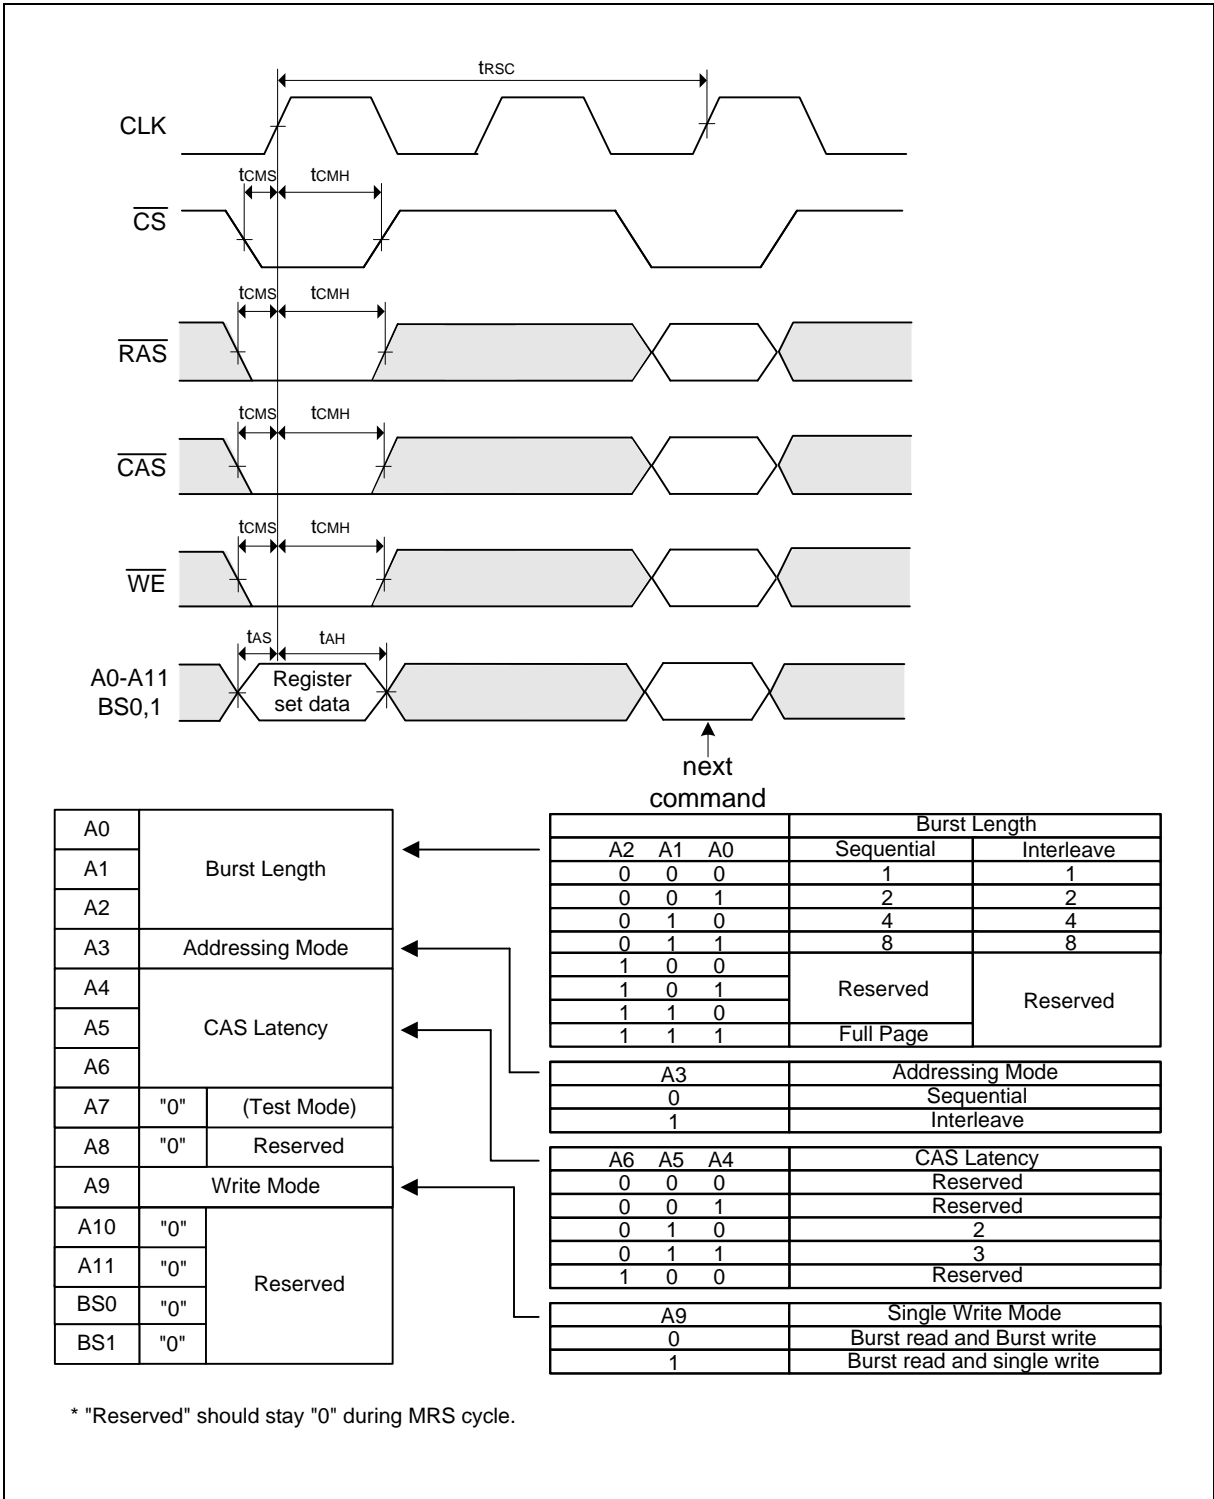 tRSC
CLK
tCMS tCMH
CS
tCMS tCMH
RAS
tCMS tCMH
CAS
tCMS tCMH
WE
tAS tAH
A0-A11
BS0,1
Register
set data
next
command
A0
A1 Burst Length
A2
A3 Addressing Mode
A4
A5 CAS Latency
A6
A7 "0" (Test Mode)
A8 "0" Reserved
A9 Write Mode
A10 "0"
A11 "0"
Reserved
BS0 "0"
BS1 "0"
Burst Length
A2 A1 A0 Sequential Interleave
0 0 0 1 1
0 0 1 2 2
0 1 0 4 4
0 1 1 8 8
1 0 0
1 0 1 Reserved Reserved
1 1 0
1 1 1 Full Page
A3 Addressing Mode
0 Sequential
1 Interleave
A6 A5 A4 CAS Latency
0 0 0 Reserved
0 0 1 Reserved
0 1 0 2
0 1 1 3
1 0 0 Reserved
A9 Single Write Mode
0 Burst read and Burst write
1 Burst read and single write
* "Reserved" should stay "0" during MRS cycle.